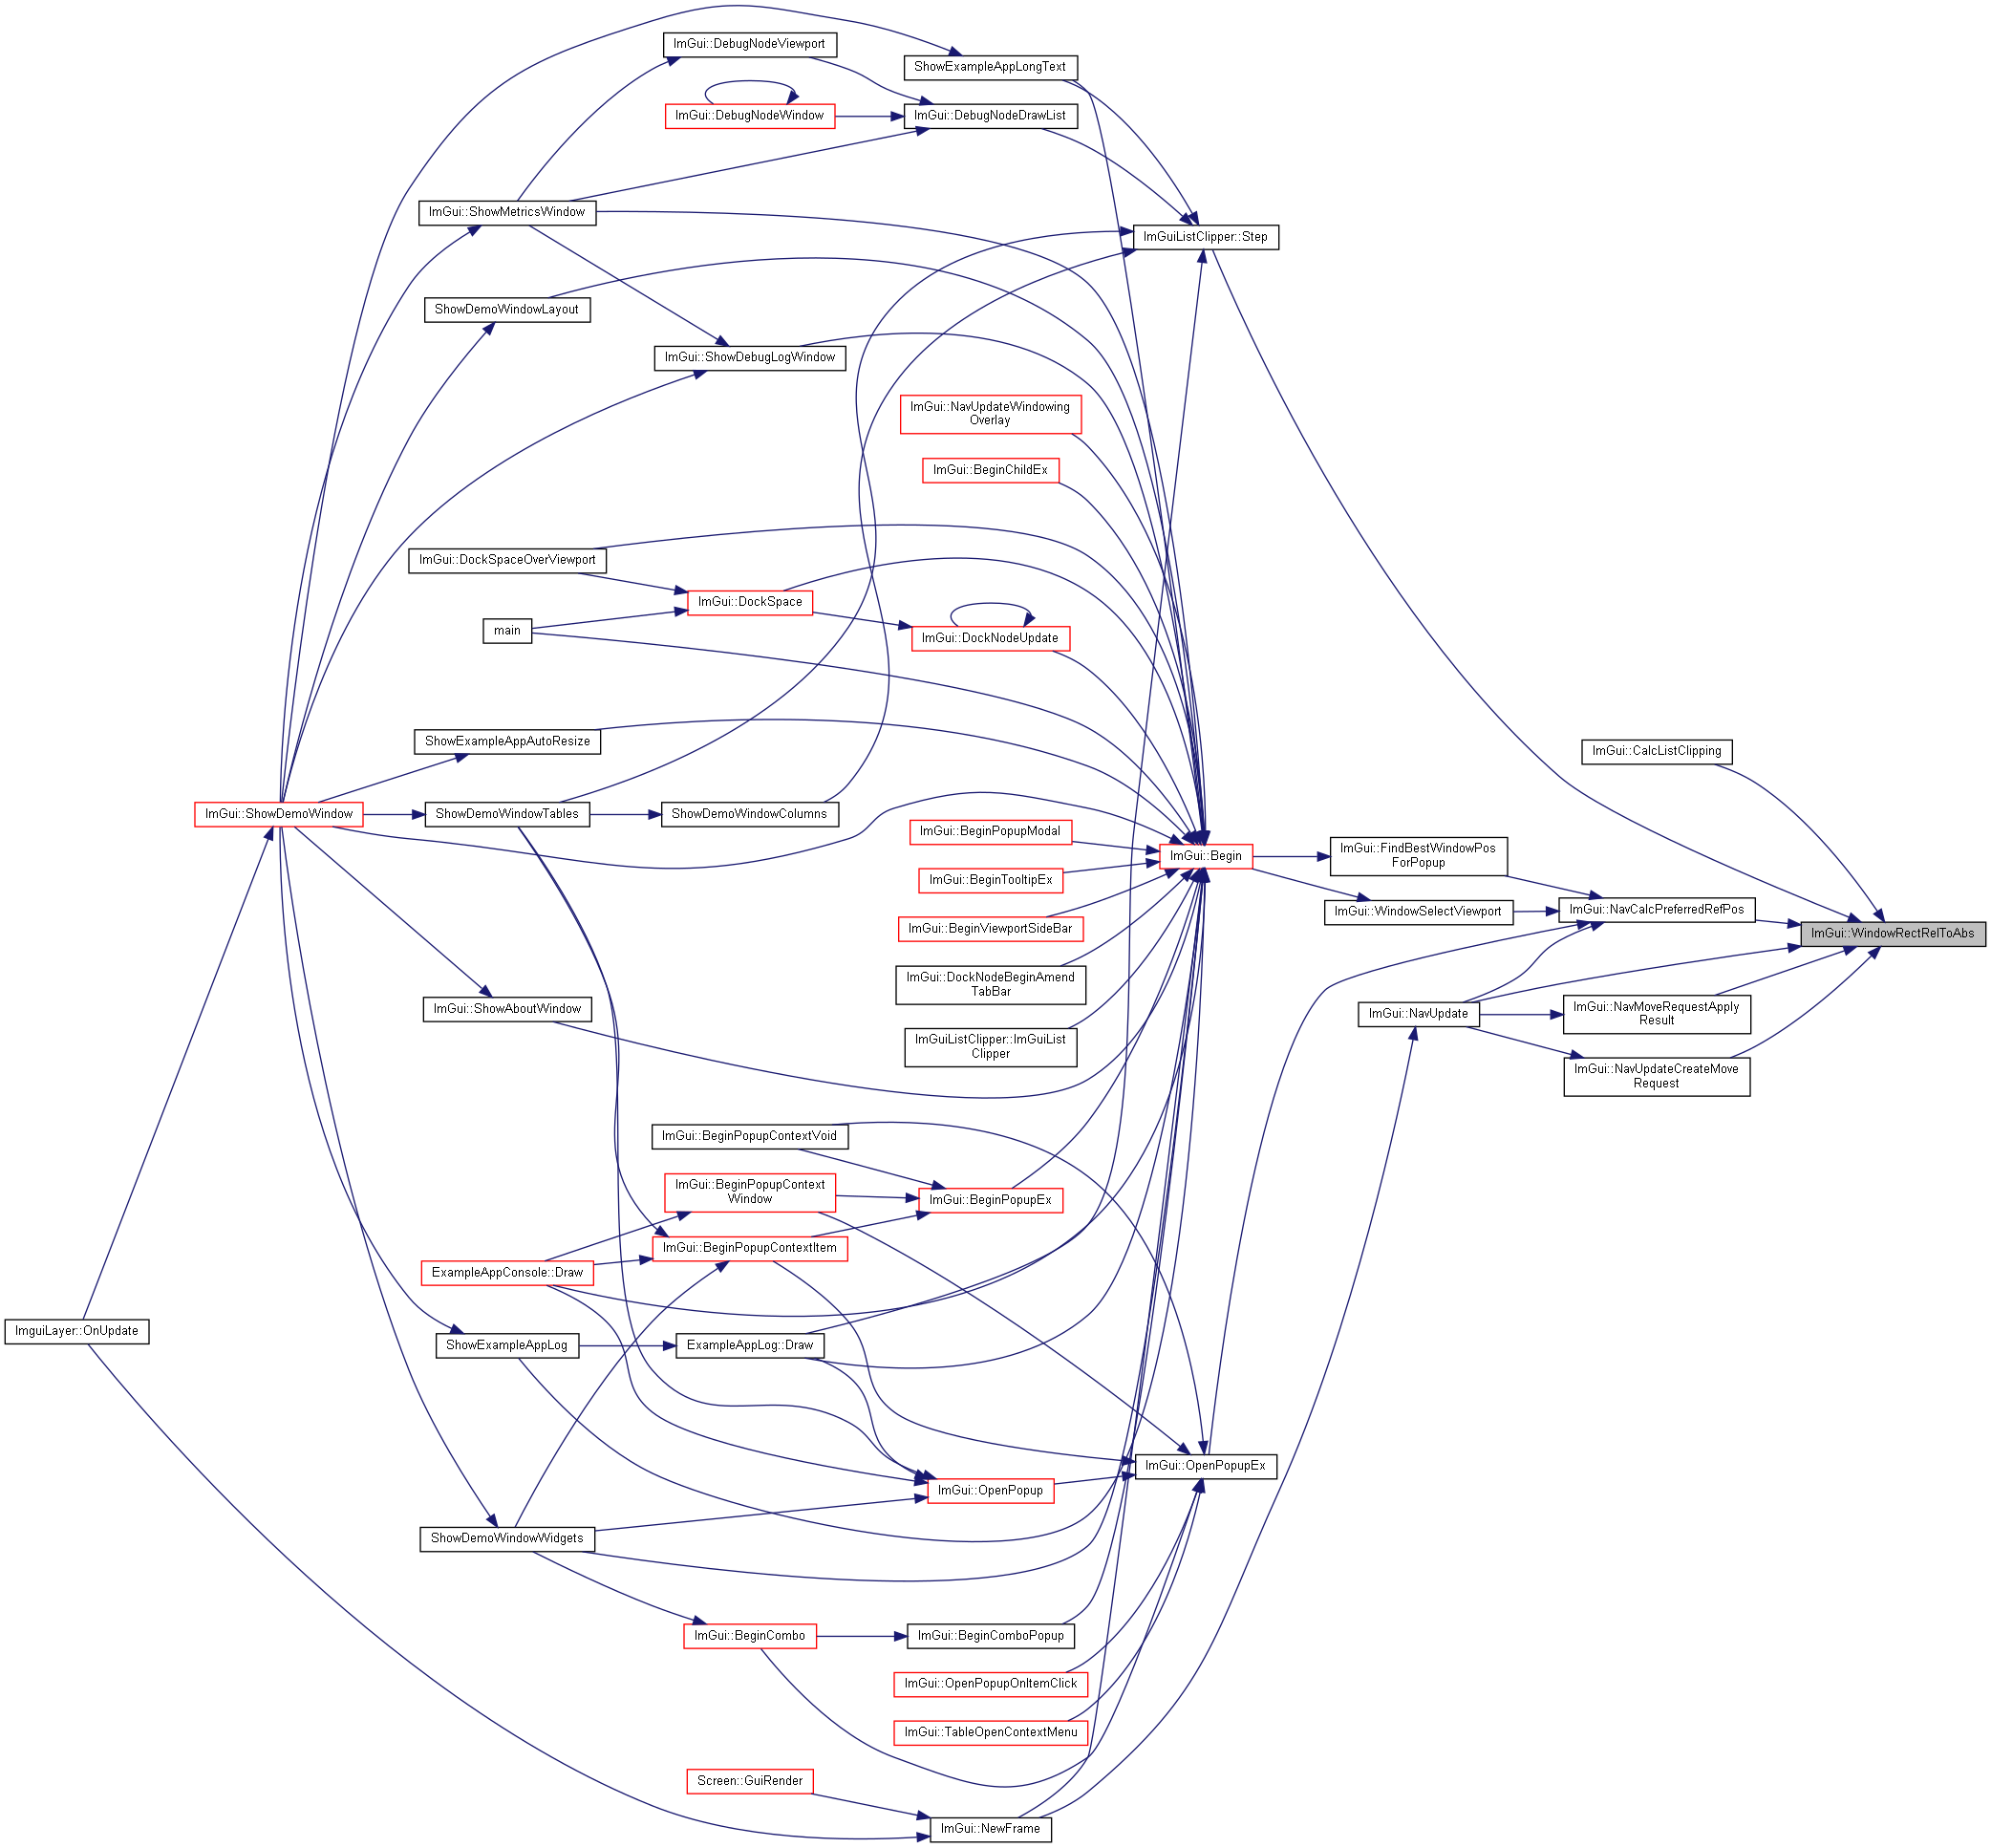 ImGui::DebugNodeViewport
ShowExampleAppLongText
ImGui::DebugNodeWindow
ImGui::DebugNodeDrawList
ImGui::ShowMetricsWindow
ImGuiListClipper::Step
ShowDemoWindowLayout
ImGui::ShowDebugLogWindow
ImGui::NavUpdateWindowing
Overlay
ImGui::BeginChildEx
ImGui::DockSpaceOverViewport
ImGui::DockSpace
main
ImGui::DockNodeUpdate
ShowExampleAppAutoResize
ImGui::CalcListClipping
ImGui::ShowDemoWindow
ShowDemoWindowTables
ShowDemoWindowColumns
ImGui::BeginPopupModal
ImGui::Begin
ImGui::FindBestWindowPos
ForPopup
ImGui::BeginTooltipEx
ImGui::WindowSelectViewport
ImGui::NavCalcPreferredRefPos
ImGui::BeginViewportSideBar
ImGui::WindowRectRelToAbs
ImGui::DockNodeBeginAmend
TabBar
ImGui::ShowAboutWindow
ImGui::NavUpdate
ImGui::NavMoveRequestApply
Result
ImGuiListClipper::ImGuiList
Clipper
ImGui::NavUpdateCreateMove
Request
ImGui::BeginPopupContextVoid
ImGui::BeginPopupContext
Window
ImGui::BeginPopupEx
ImGui::BeginPopupContextItem
ExampleAppConsole::Draw
ImguiLayer::OnUpdate
ShowExampleAppLog
ExampleAppLog::Draw
ImGui::OpenPopupEx
ImGui::OpenPopup
ShowDemoWindowWidgets
ImGui::BeginCombo
ImGui::BeginComboPopup
ImGui::OpenPopupOnItemClick
ImGui::TableOpenContextMenu
Screen::GuiRender
ImGui::NewFrame